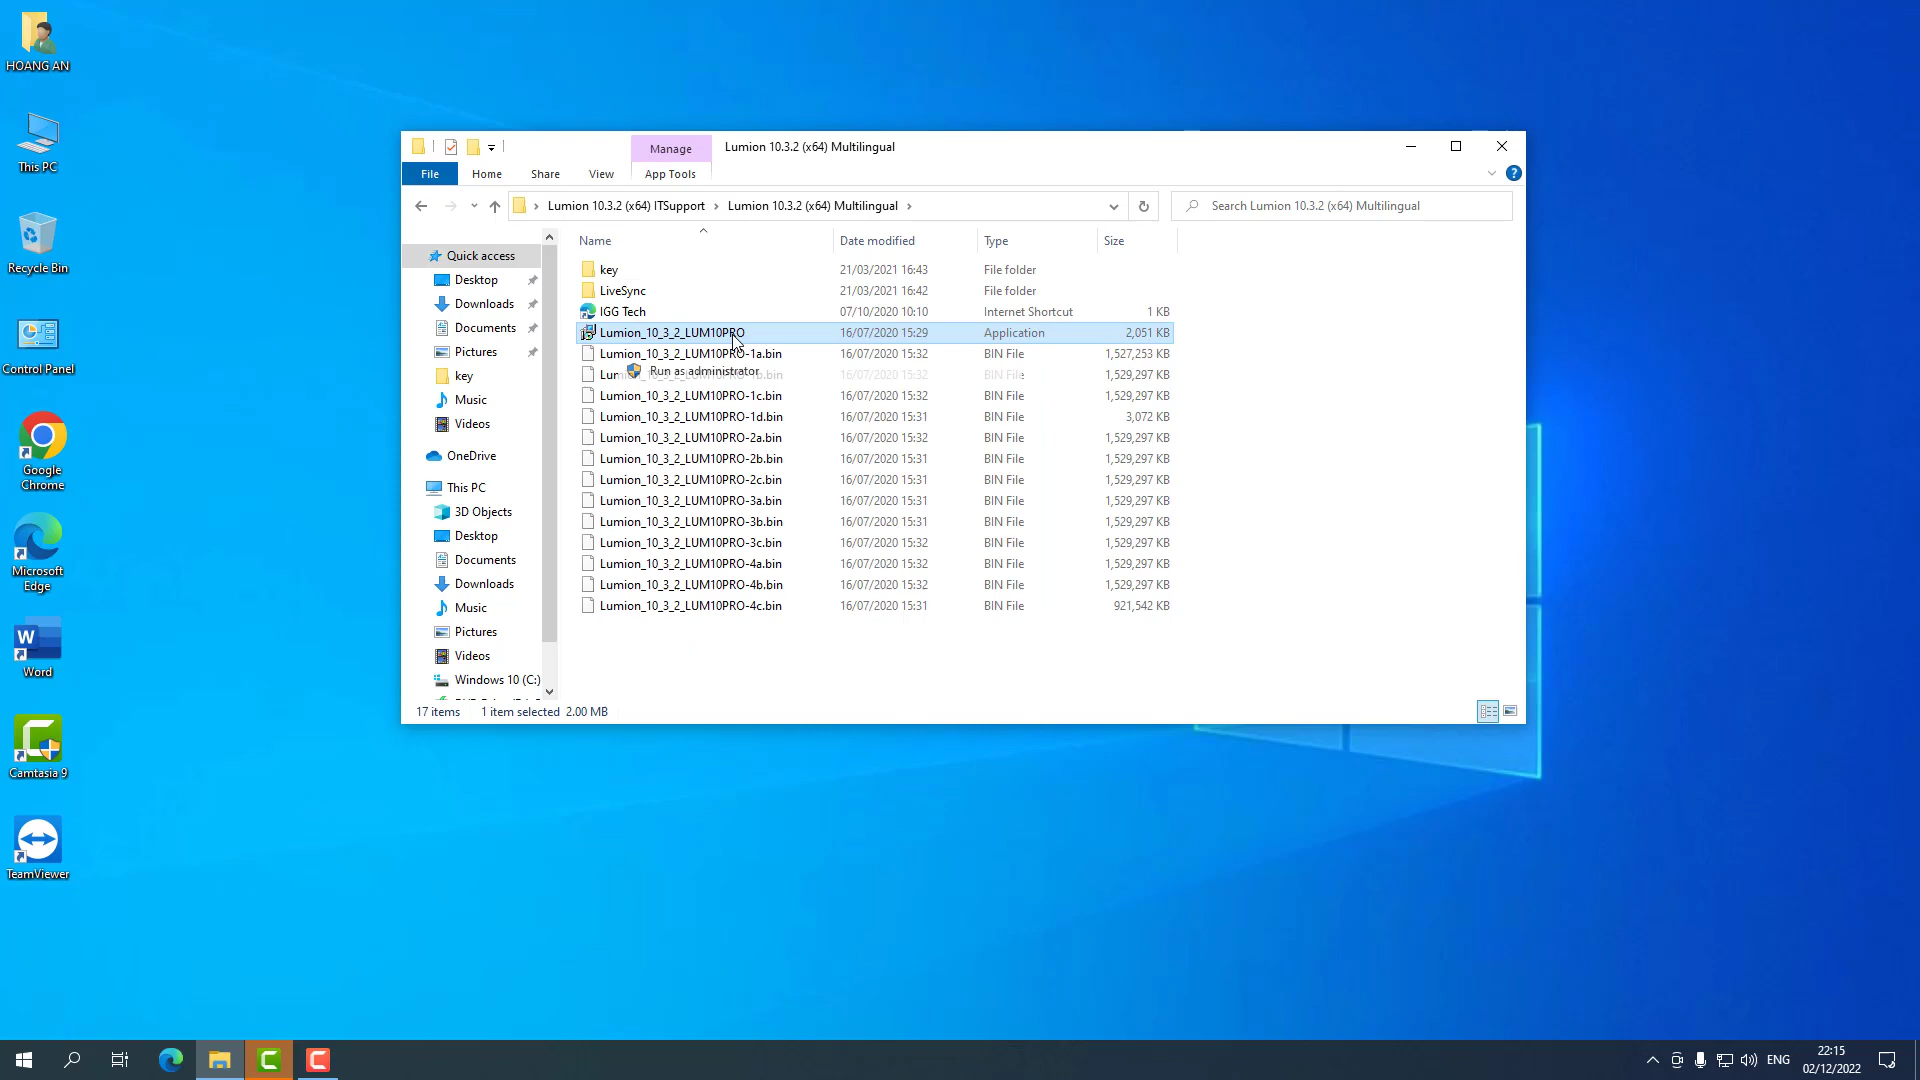 HOANG AN
This PC
Recycle Bin
Control Panel
Google
Chrome
Microsoft
Edge
Word
Camtasia 9
TeamViewer
Manage
Lumion 10.3.2 (x64) Multilingual
File
Home
Share
View
App Tools
Lumion 10.3.2 (x64) ITSupport > Lumion 10.3.2 (x64) Multilingual >
Search Lumion 10.3.2 (x64) Multilingual
Quick access
Desktop
Downloads
Documents
Pictures
key
Music
Videos
OneDrive
This PC
3D Objects
Desktop
Documents
Downloads
Music
Pictures
Videos
Windows 10 (C:)
Name Date modified Type Size
key 21/03/2021 16:43 File folder
LiveSync 21/03/2021 16:42 File folder
IGG Tech 07/10/2020 10:10 Internet Shortcut 1 KB
Lumion_10_3_2_LUM10PRO 16/07/2020 15:29 Application 2,051 KB
Lumion_10_3_2_LUM10PRO-1a.bin 16/07/2020 15:32 BIN File 1,527,253 KB
Lumion_10_3_2_LUM10PRO-1b.bin 16/07/2020 15:32 BIN File 1,529,297 KB
Run as administrator
Lumion_10_3_2_LUM10PRO-1c.bin 16/07/2020 15:32 BIN File 1,529,297 KB
Lumion_10_3_2_LUM10PRO-1d.bin 16/07/2020 15:31 BIN File 3,072 KB
Lumion_10_3_2_LUM10PRO-2a.bin 16/07/2020 15:32 BIN File 1,529,297 KB
Lumion_10_3_2_LUM10PRO-2b.bin 16/07/2020 15:31 BIN File 1,529,297 KB
Lumion_10_3_2_LUM10PRO-2c.bin 16/07/2020 15:31 BIN File 1,529,297 KB
Lumion_10_3_2_LUM10PRO-3a.bin 16/07/2020 15:31 BIN File 1,529,297 KB
Lumion_10_3_2_LUM10PRO-3b.bin 16/07/2020 15:31 BIN File 1,529,297 KB
Lumion_10_3_2_LUM10PRO-3c.bin 16/07/2020 15:32 BIN File 1,529,297 KB
Lumion_10_3_2_LUM10PRO-4a.bin 16/07/2020 15:32 BIN File 1,529,297 KB
Lumion_10_3_2_LUM10PRO-4b.bin 16/07/2020 15:32 BIN File 1,529,297 KB
Lumion_10_3_2_LUM10PRO-4c.bin 16/07/2020 15:31 BIN File 921,542 KB
17 items 1 item selected 2.00 MB
ENG
22:15
02/12/2022